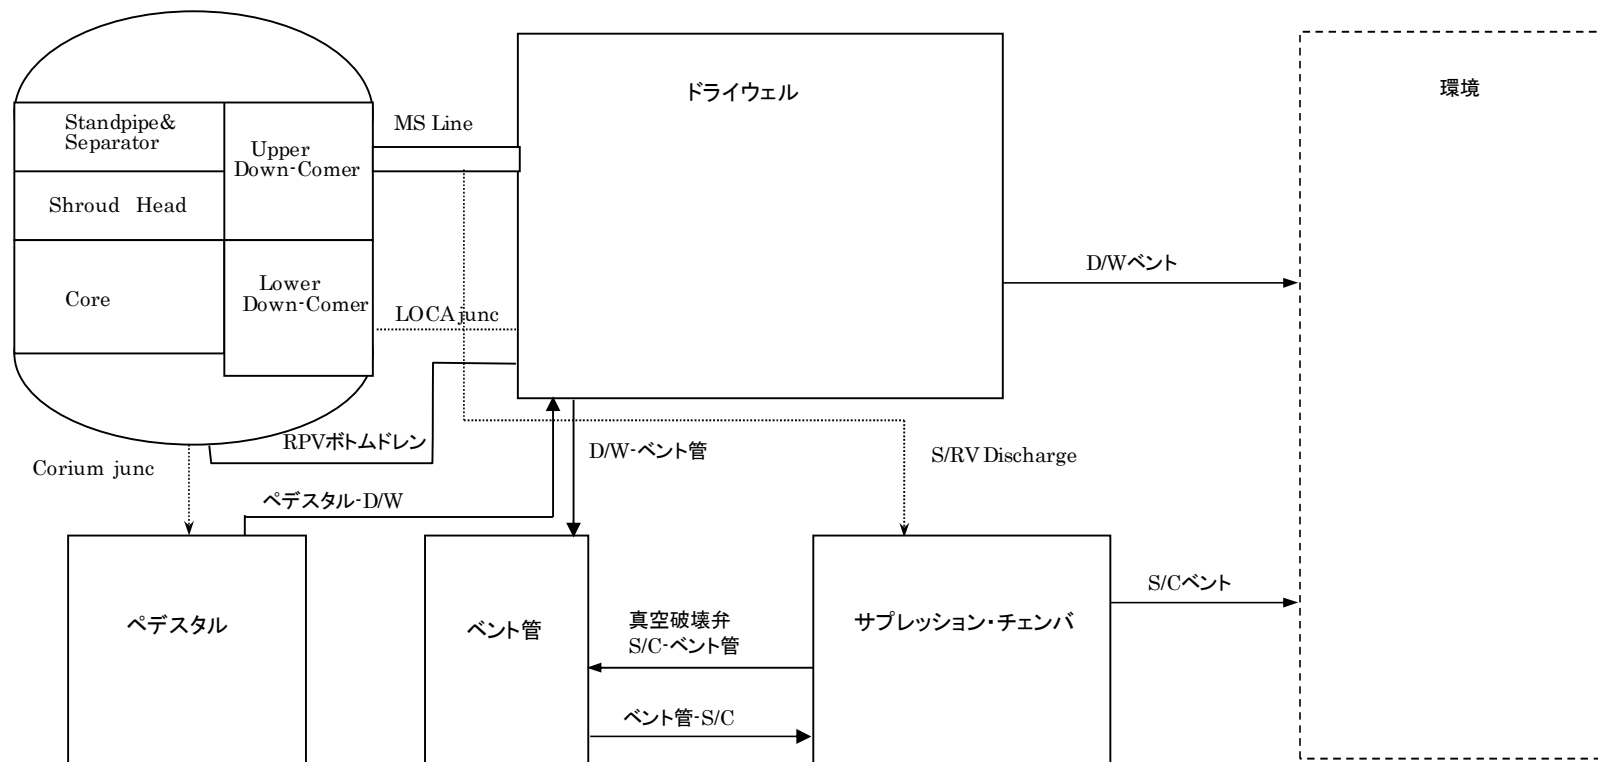 ドライウェル
環境
Standpipe&
Separator
MS Line
Upper
Down-Comer
Shroud Head
D/Wベント
Lower
Down-Comer
Core
LOCA junc
RPVボトムドレン
D/W-ベント管
S/RV Discharge
Corium junc
ペデスタル-D/W
S/Cベント
真空破壊弁
S/C-ベント管
ペデスタル
ベント管
サプレッション・チェンバ
ベント管-S/C